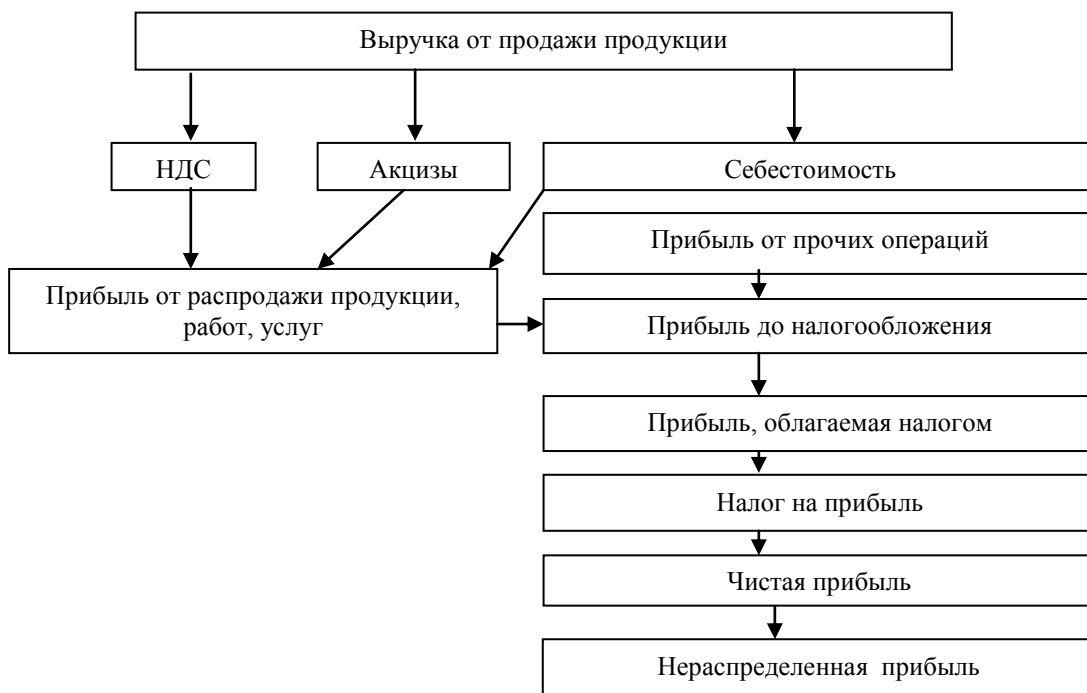 Выручка от продажи продукции
НДС
Акцизы
Себестоимость
Прибыль от прочих операций
Прибыль от распродажи продукции,
работ, услуг
Прибыль до налогообложения
Прибыль, облагаемая налогом
Налог на прибыль
Чистая прибыль
Нераспределенная прибыль